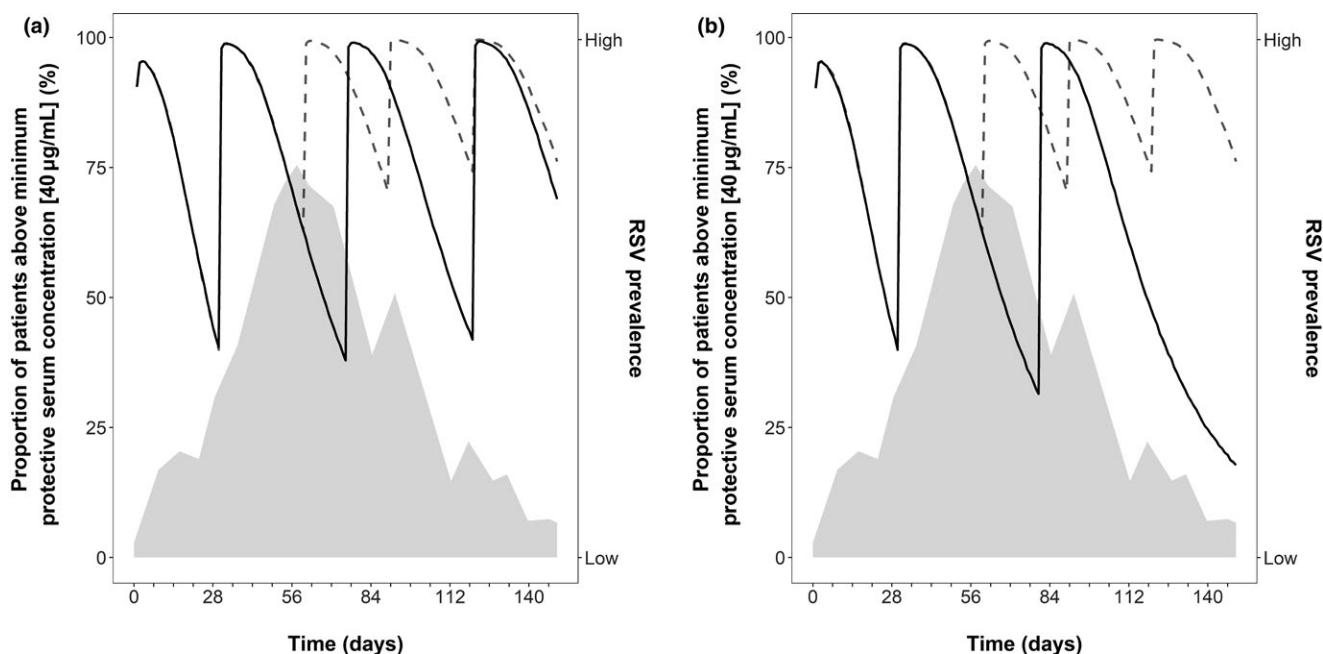 (a)
Proportion of patients above minimum
protective serum concentration [40 µg/mL] (%)
100
75
50
25
0
High
Low
RSV prevalence
0 28 56 84 112 140
Time (days)
(b)
Proportion of patients above minimum
protective serum concentration [40 µg/mL] (%)
100
75
50
25
0
High
Low
RSV prevalence
0 28 56 84 112 140
Time (days)